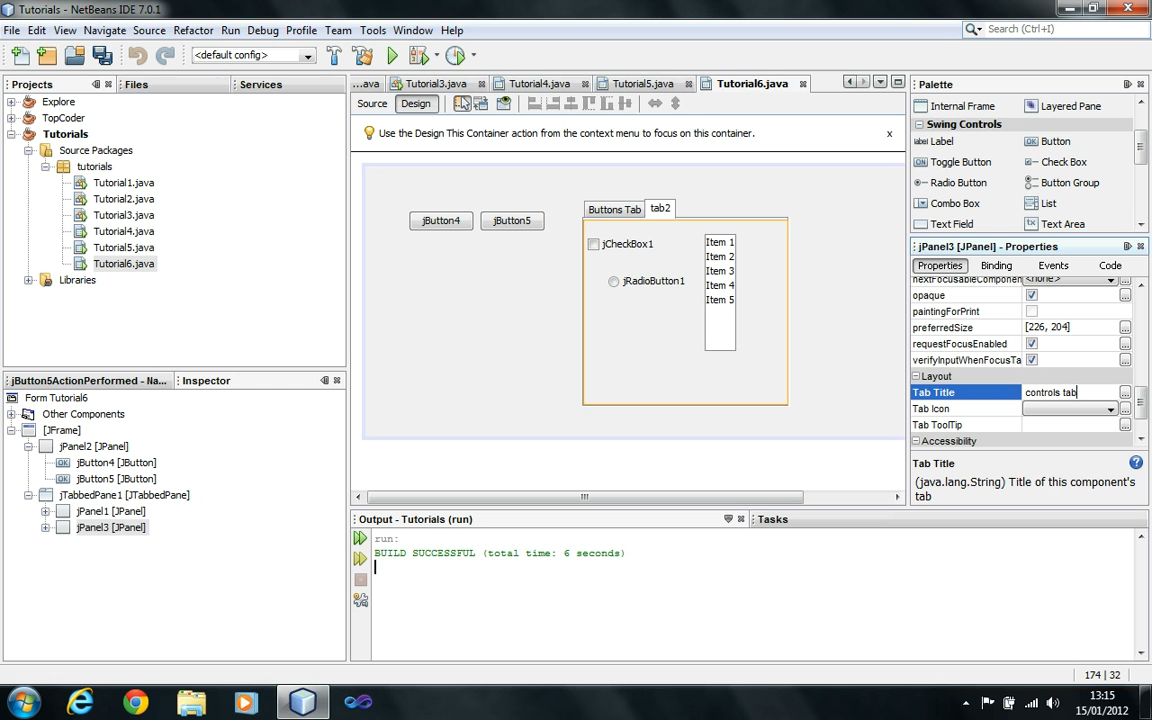 Tutorials - NetBeans IDE 7.0.1
File Edit View Navigate Source Refactor Run Debug Profile Team Tools Window Help
Search (Ctrl+I)
<default config>
Projects
Files
Services
Explore
TopCoder
Tutorials
Source Packages
tutorials
Tutorial1.java
Tutorial2.java
Tutorial3.java
Tutorial4.java
Tutorial5.java
Tutorial6.java
Libraries
jButton5ActionPerformed - Na...
Inspector
Form Tutorial6
Other Components
[JFrame]
jPanel2 [JPanel]
jButton4 [JButton]
jButton5 [JButton]
jTabbedPane1 [JTabbedPane]
jPanel1 [JPanel]
jPanel3 [JPanel]
...ava
Tutorial3.java
Tutorial4.java
Tutorial5.java
Tutorial6.java
Source
Design
Use the Design This Container action from the context menu to focus on this container.
x
jButton4
jButton5
Buttons Tab
tab2
jCheckBox1
jRadioButton1
Item 1
Item 2
Item 3
Item 4
Item 5
Output - Tutorials (run)
Tasks
run:
BUILD SUCCESSFUL (total time: 6 seconds)
Palette
Internal Frame
Layered Pane
Swing Controls
label Label
OK Button
ON Toggle Button
Check Box
Radio Button
Button Group
Combo Box
List
Text Field
Text Area
jPanel3 [JPanel] - Properties
Properties
Binding
Events
Code
nextFocusableComponen
<none>
opaque
paintingForPrint
preferredSize
[226, 204]
requestFocusEnabled
verifyInputWhenFocusTa
Layout
Tab Title
controls tab
Tab Icon
Tab ToolTip
Accessibility
Tab Title
(java.lang.String) Title of this component's
tab
174 | 32
13:15
15/01/2012